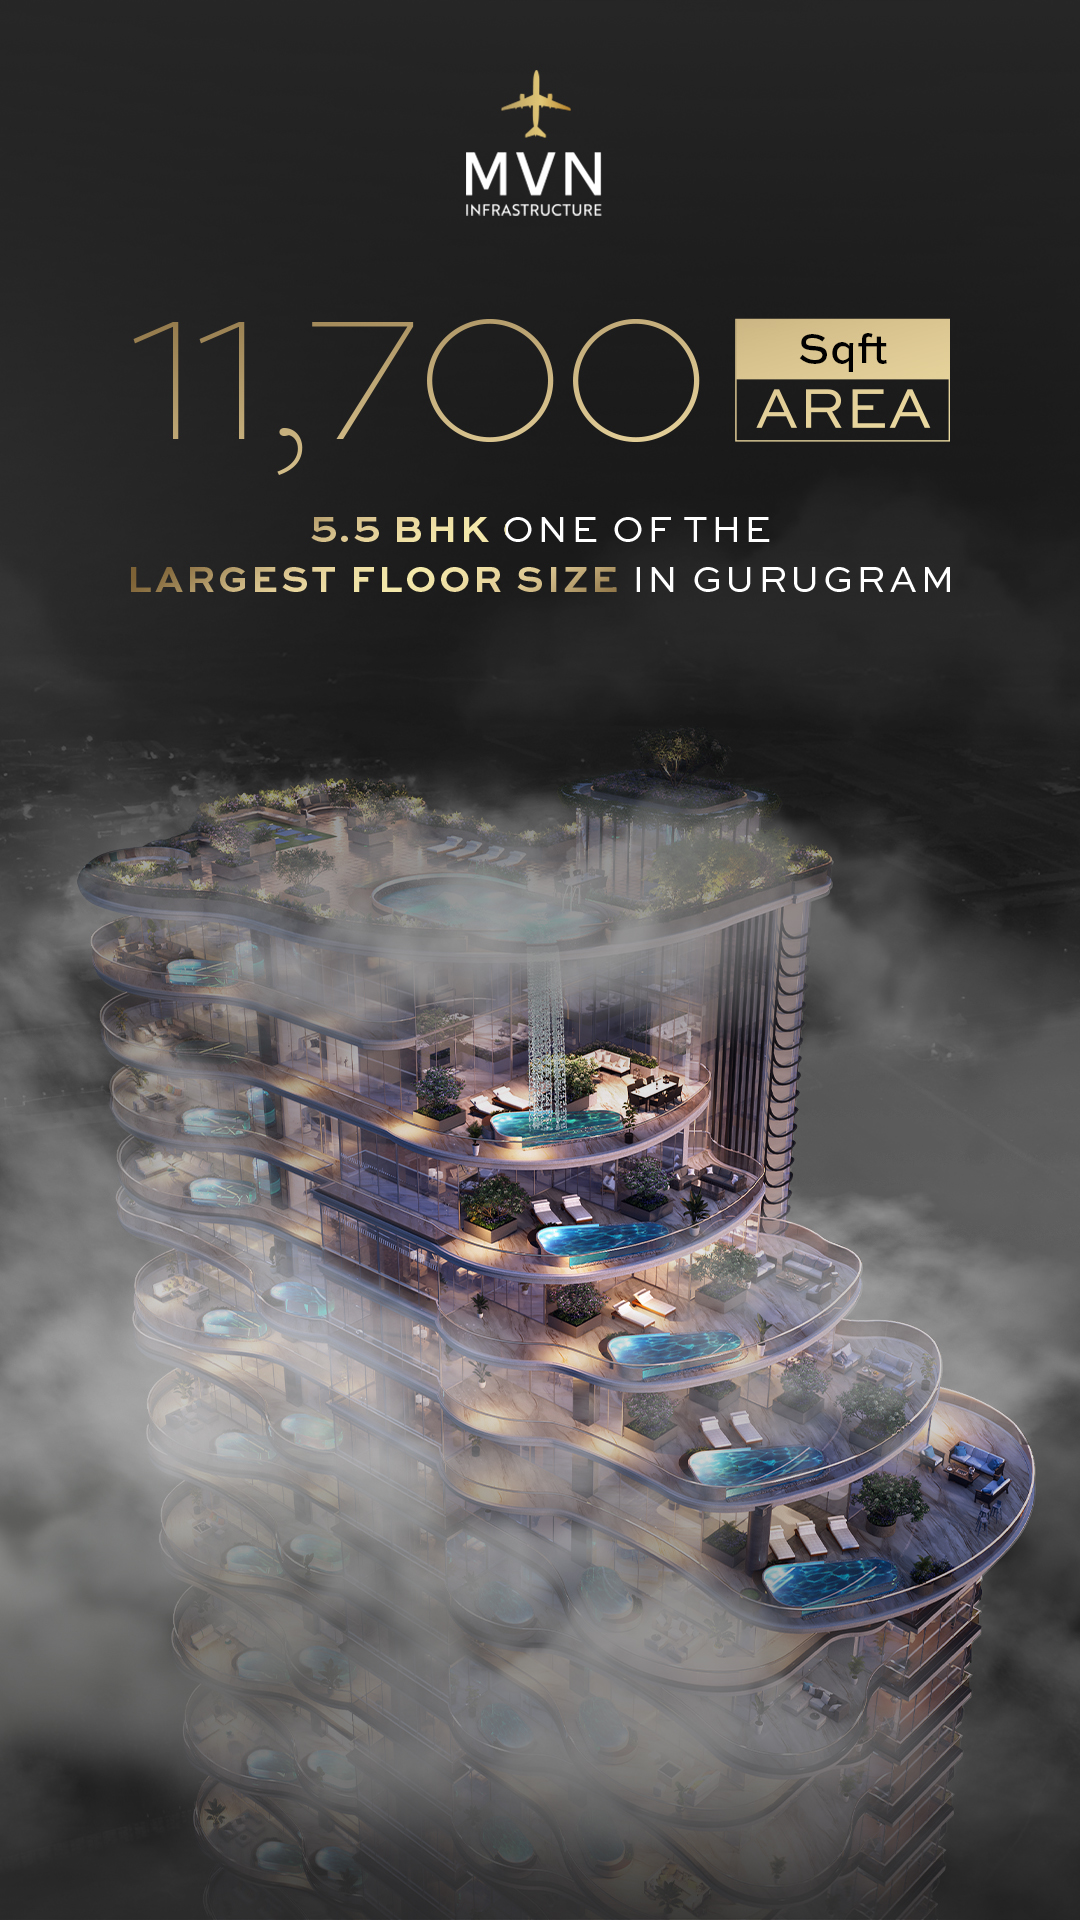 MVN
INFRASTRUCTURE
11,700
Sqft
AREA
5.5 BHK ONE OF THE
LARGEST FLOOR SIZE IN GURUGRAM